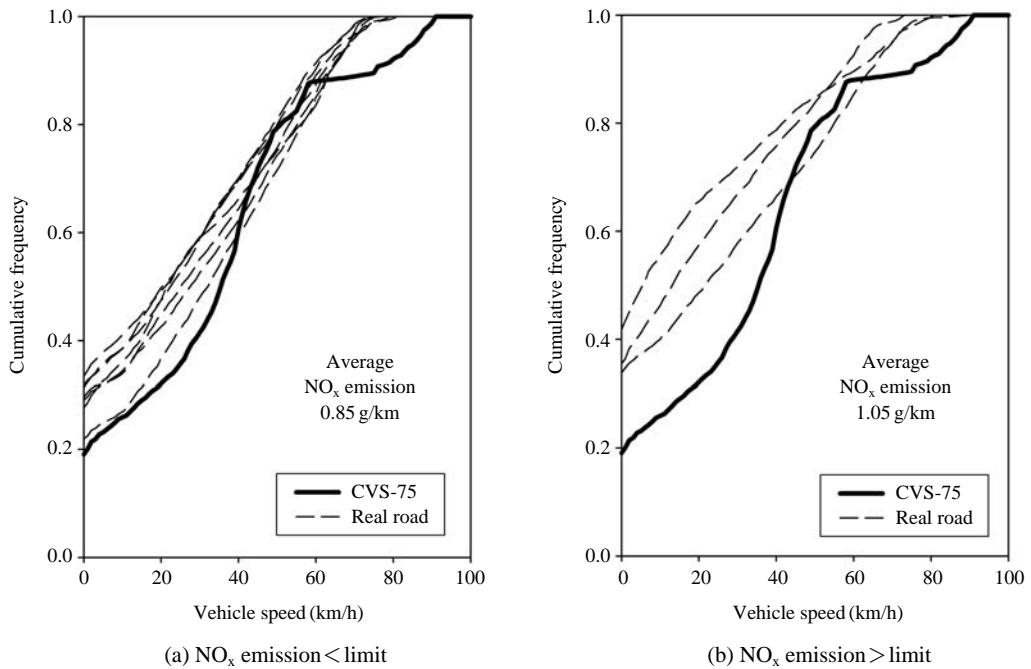 1.0
0.8
0.6
0.4
0.2
0.0
Cumulative frequency
Average
NOx emission
0.85 g/km
CVS-75
Real road
0 20 40 60 80 100
Vehicle speed (km/h)
(a) NOx emission＜limit
1.0
0.8
0.6
0.4
0.2
0.0
Cumulative frequency
Average
NOx emission
1.05 g/km
CVS-75
Real road
0 20 40 60 80 100
Vehicle speed (km/h)
(b) NOx emission＞limit